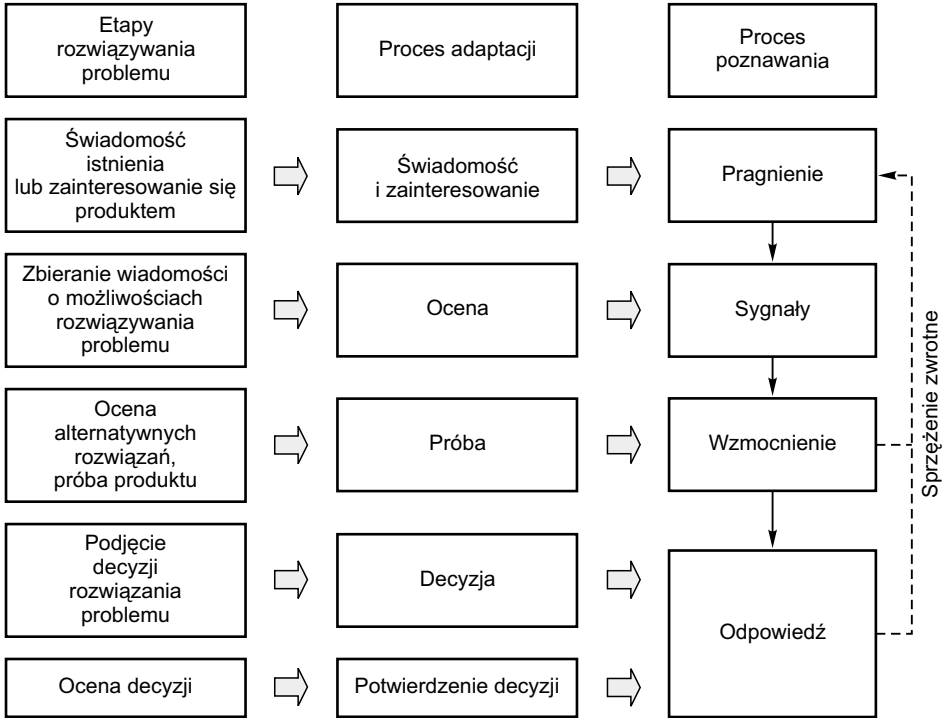 Etapy
rozwiązywania
problemu
Proces adaptacji
Proces
poznawania
Świadomość
istnienia
lub zainteresowanie się
produktem
Świadomość
i zainteresowanie
Pragnienie
Zbieranie wiadomości
o możliwościach
rozwiązywania
problemu
Ocena
Sygnały
Ocena
alternatywnych
rozwiązań,
próba produktu
Próba
Wzmocnienie
Podjęcie
decyzji
rozwiązania
problemu
Decyzja
Odpowiedź
Ocena decyzji
Potwierdzenie decyzji
Sprzężenie zwrotne